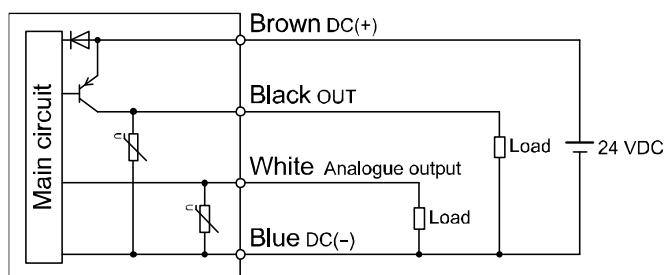 Brown DC(+)
Main circuit
Black OUT
Load
24 VDC
White Analogue output
Load
Blue DC(−)